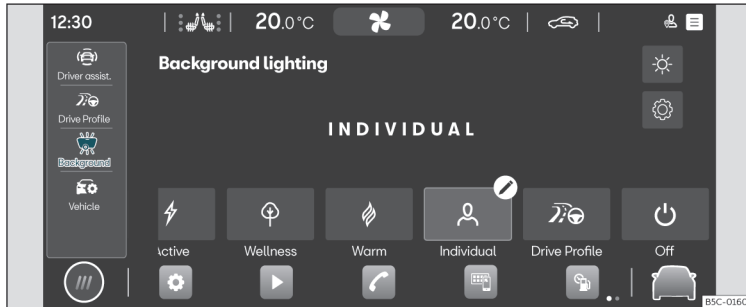 12:30 20.0°C 20.0°C
Background lighting
Driver assist.
Drive Profile
Background
Vehicle
INDIVIDUAL
Active Wellness Warm Individual Drive Profile Off
B5C-0160